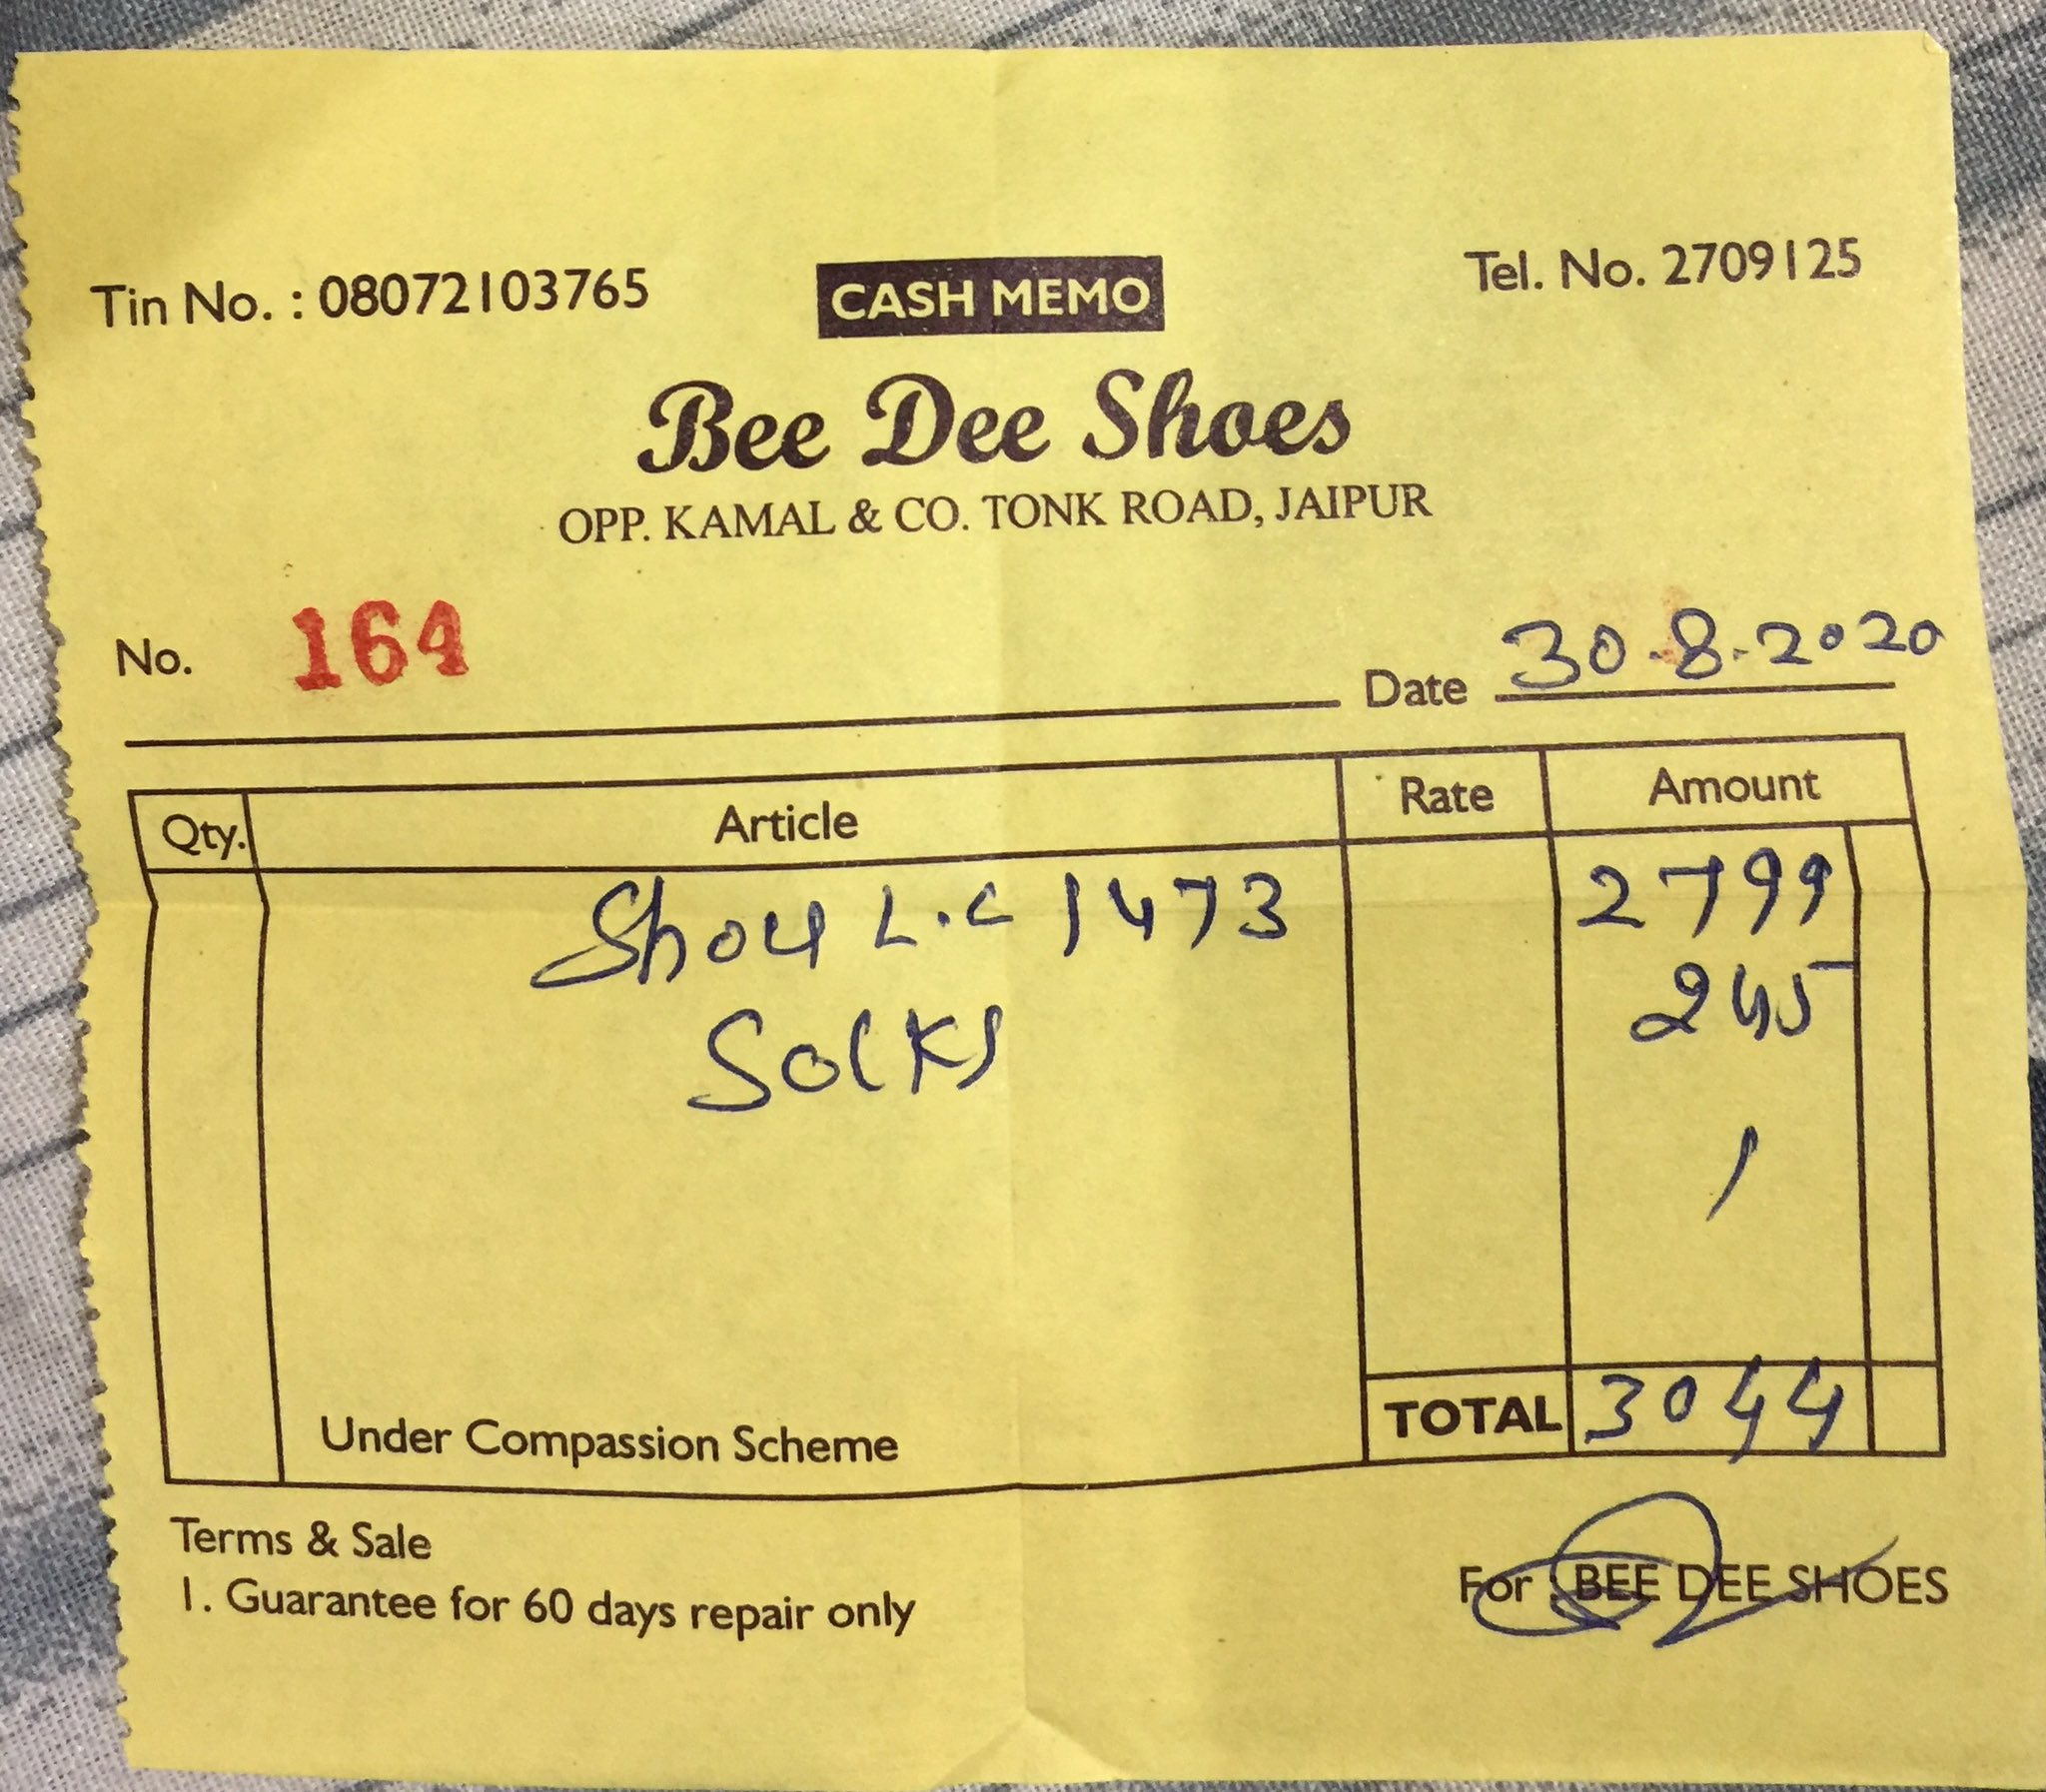 Tin No. : 08072103765 CASH MEMO Tel. No. 2709125
Bee Dee Shoes
OPP. KAMAL & CO. TONK ROAD, JAIPUR
No. 164 Date 30-8-2020
Qty. Article Rate Amount
Shoes L.C 1473 2799
Socks 245
Under Compassion Scheme TOTAL 3044
Terms & Sale
1. Guarantee for 60 days repair only
For : BEE DEE SHOES